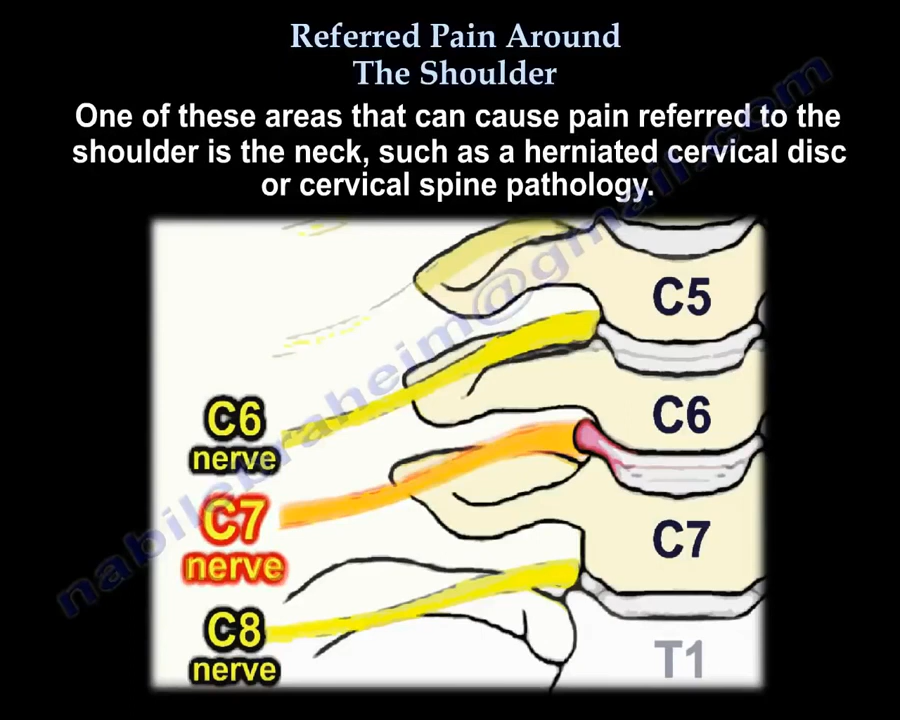 Referred Pain Around
The Shoulder
One of these areas that can cause pain referred to the
shoulder is the neck, such as a herniated cervical disc
or cervical spine pathology.
C5
C6
C6
nerve
C7
nerve
C7
C8
nerve
T1
nabilebraheim@gmail.com